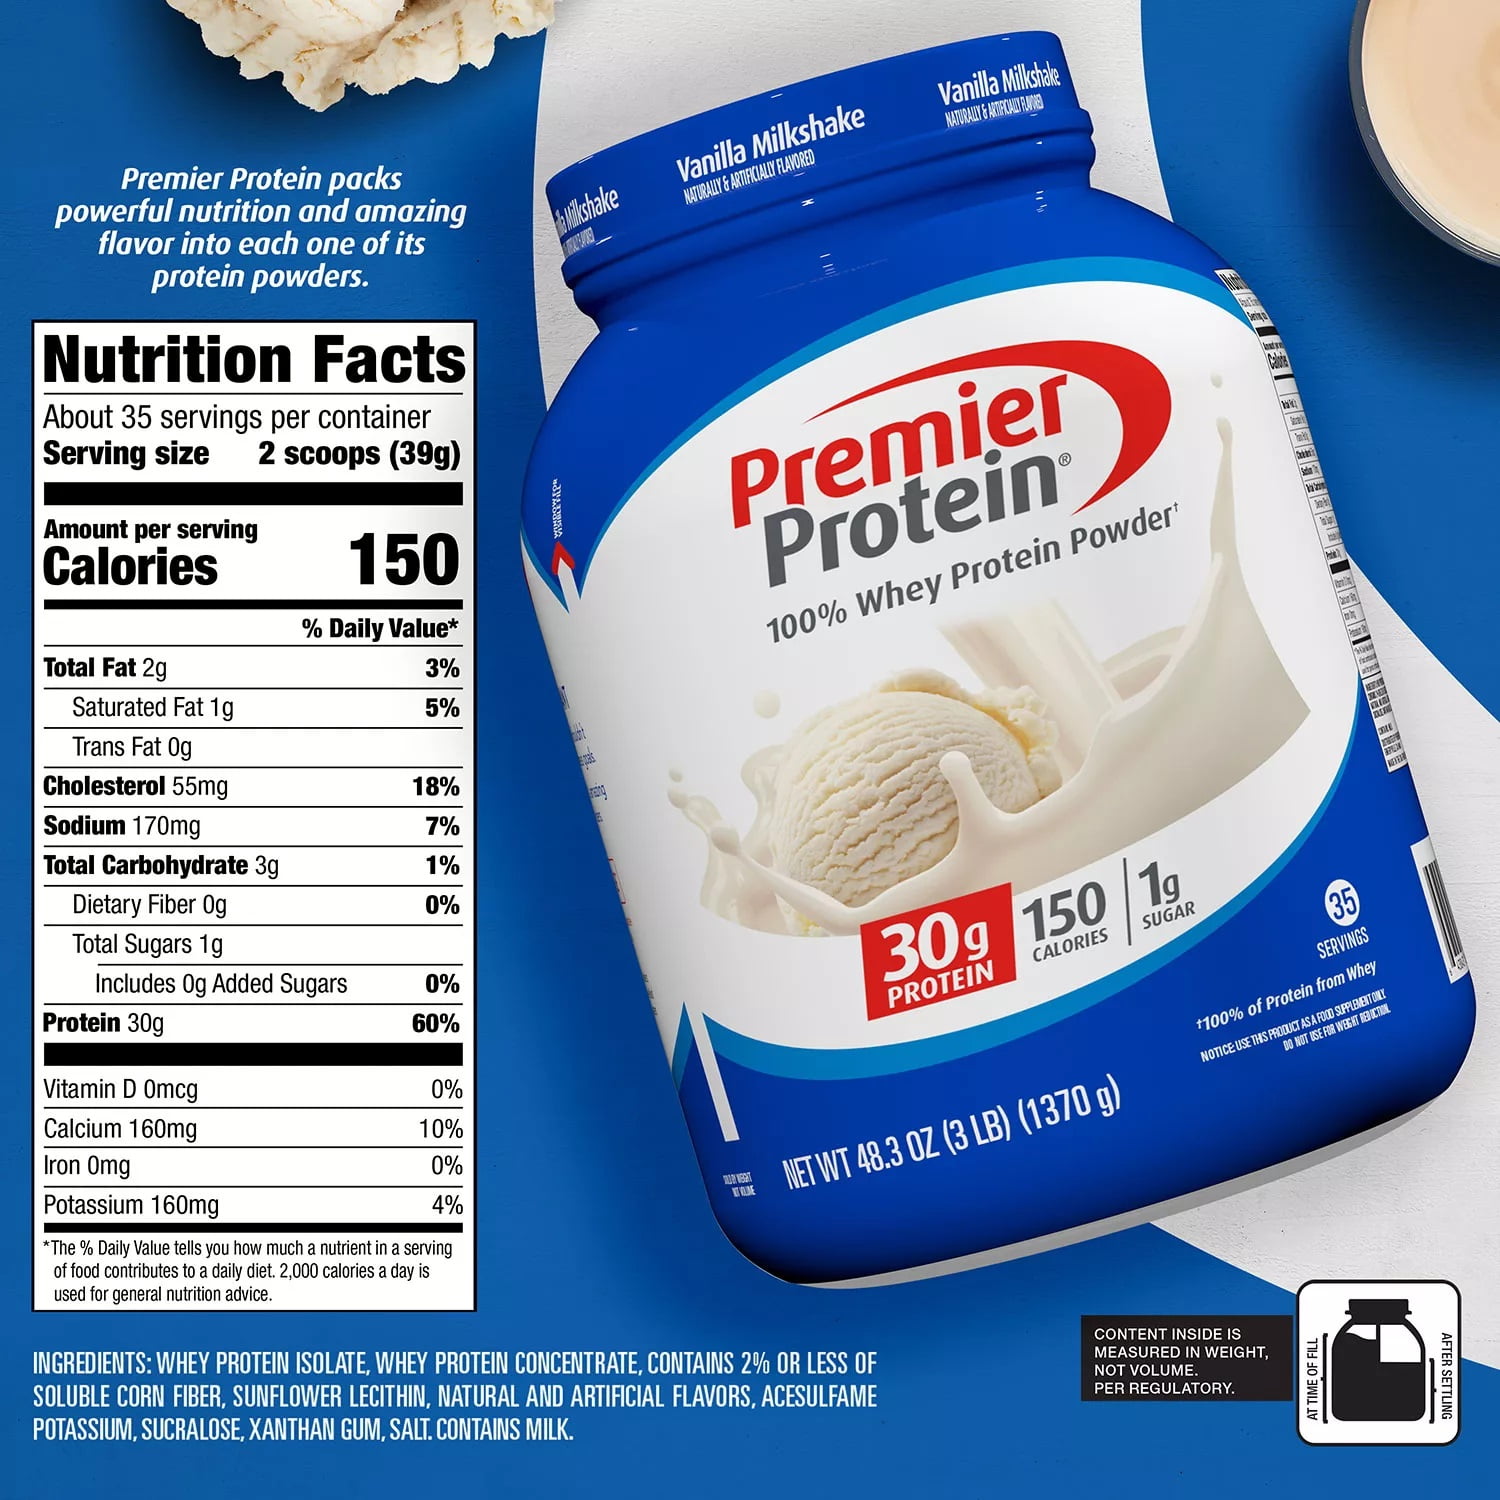 Premier Protein packs
powerful nutrition and amazing
flavor into each one of its
protein powders.
Nutrition Facts
About 35 servings per container
Serving size 2 scoops (39g)
Amount per serving
Calories 150
% Daily Value*
Total Fat 2g 3%
Saturated Fat 1g 5%
Trans Fat 0g
Cholesterol 55mg 18%
Sodium 170mg 7%
Total Carbohydrate 3g 1%
Dietary Fiber 0g 0%
Total Sugars 1g
Includes 0g Added Sugars 0%
Protein 30g 60%
Vitamin D 0mcg 0%
Calcium 160mg 10%
Iron 0mg 0%
Potassium 160mg 4%
*The % Daily Value tells you how much a nutrient in a serving
of food contributes to a daily diet. 2,000 calories a day is
used for general nutrition advice.
INGREDIENTS: WHEY PROTEIN ISOLATE, WHEY PROTEIN CONCENTRATE, CONTAINS 2% OR LESS OF
SOLUBLE CORN FIBER, SUNFLOWER LECITHIN, NATURAL AND ARTIFICIAL FLAVORS, ACESULFAME
POTASSIUM, SUCRALOSE, XANTHAN GUM, SALT. CONTAINS MILK.
Vanilla Milkshake
NATURALLY & ARTIFICIALLY FLAVORED
Vanilla Milkshake
NATURALLY & ARTIFICIALLY FLAVORED
Milkshake
Premier
Protein®
100% Whey Protein Powder†
30g
PROTEIN
150
CALORIES
1g
SUGAR
35
SERVINGS
†100% of Protein from Whey
NOTICE: USE THIS PRODUCT AS A FOOD SUPPLEMENT ONLY.
DO NOT USE FOR WEIGHT REDUCTION.
NET WT 48.3 OZ (3 LB) (1370 g)
SOLD BY WEIGHT
NOT VOLUME
CONTENT INSIDE IS
MEASURED IN WEIGHT,
NOT VOLUME.
PER REGULATORY.
AT TIME OF FILL
AFTER SETTLING